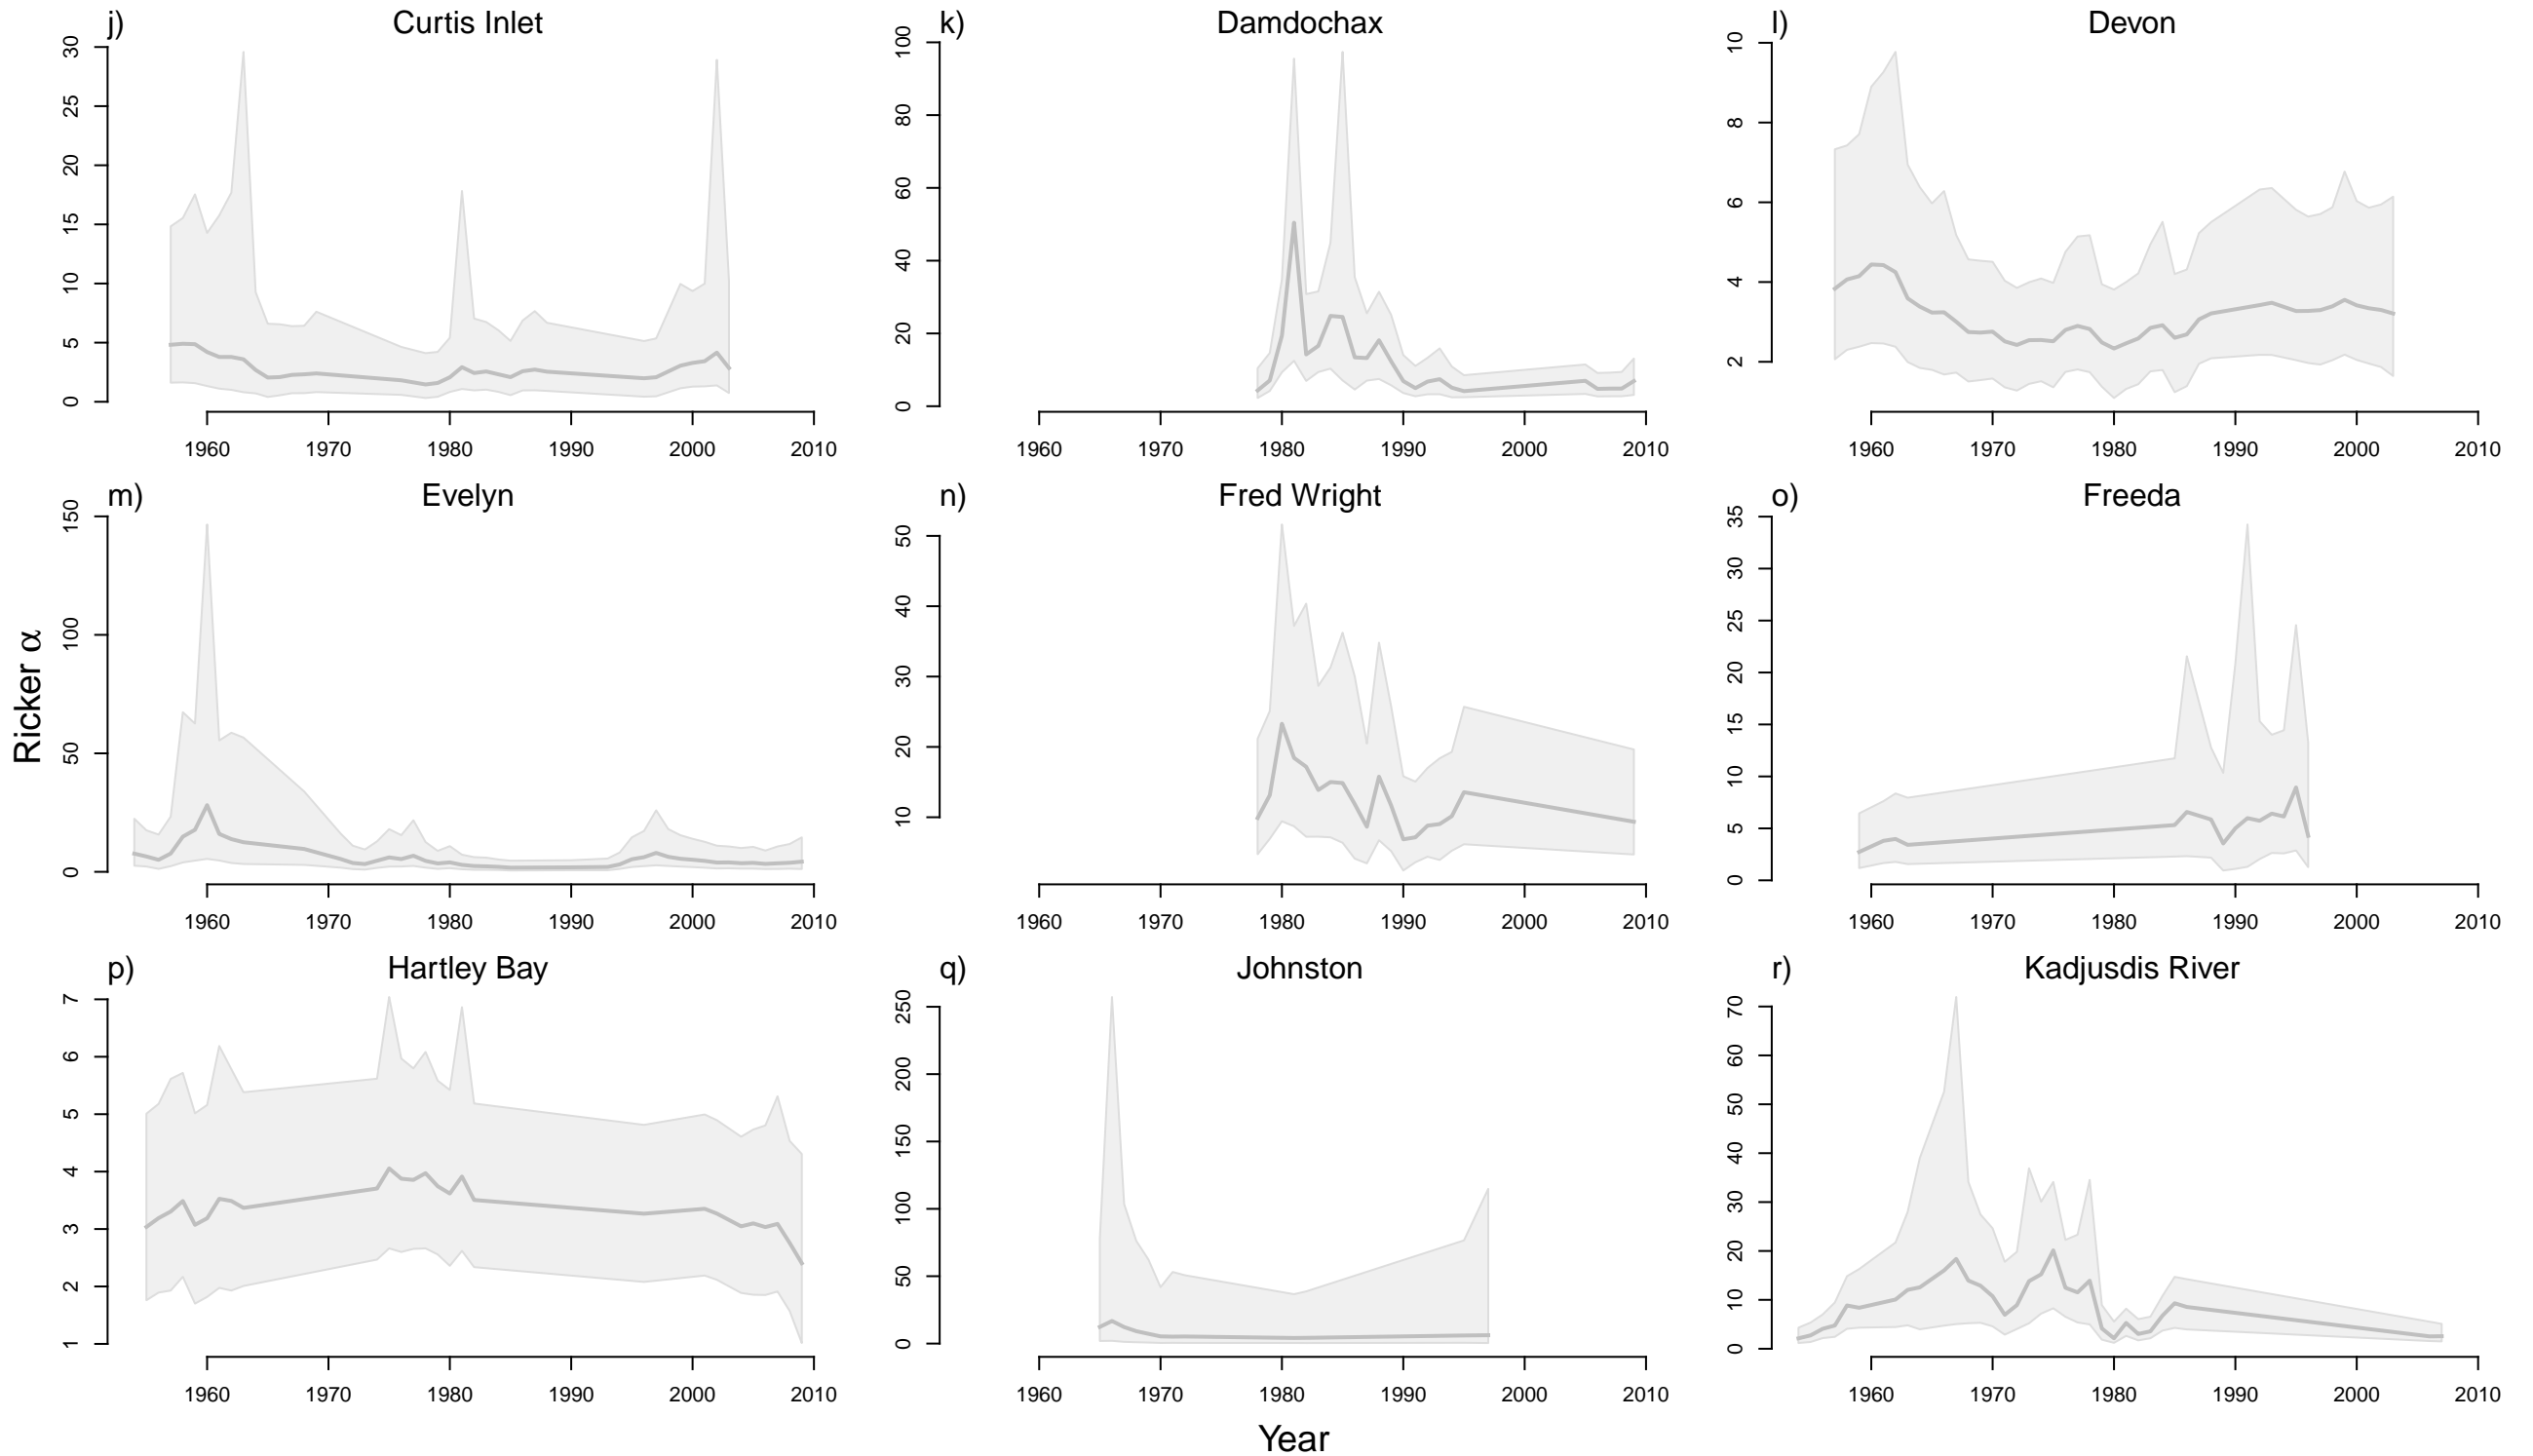 j) Curtis Inlet
0 5 10 15 20 25 30
1960 1970 1980 1990 2000 2010
k) Damdochax
0 20 40 60 80 100
1960 1970 1980 1990 2000 2010
l) Devon
2 4 6 8 10
1960 1970 1980 1990 2000 2010
Ricker α
m) Evelyn
0 50 100 150
1960 1970 1980 1990 2000 2010
n) Fred Wright
10 20 30 40 50
1960 1970 1980 1990 2000 2010
o) Freeda
0 5 10 15 20 25 30 35
1960 1970 1980 1990 2000 2010
p) Hartley Bay
1 2 3 4 5 6 7
1960 1970 1980 1990 2000 2010
q) Johnston
0 50 100 150 200 250
1960 1970 1980 1990 2000 2010
r) Kadjusdis River
0 10 20 30 40 50 60 70
1960 1970 1980 1990 2000 2010
Year